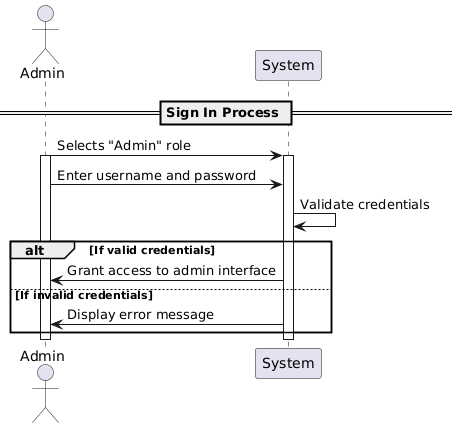 Admin
System
Sign In Process
Selects "Admin" role
Enter username and password
Validate credentials
alt [If valid credentials]
Grant access to admin interface
[If invalid credentials]
Display error message
Admin
System